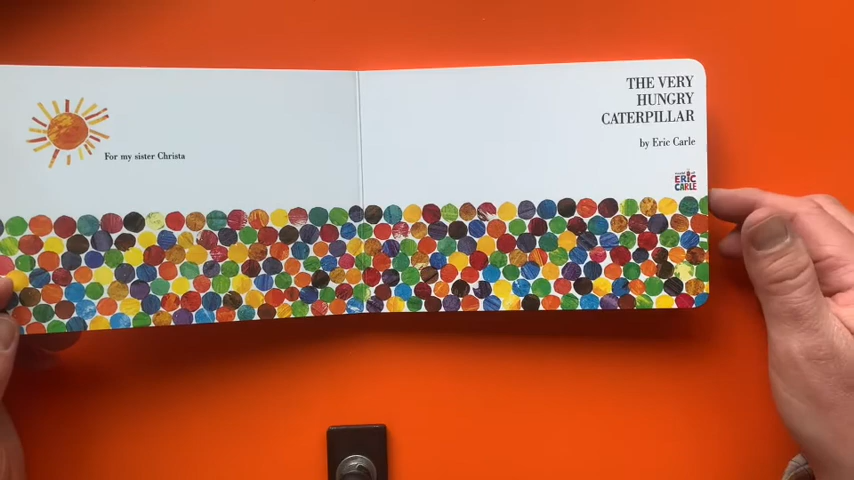 For my sister Christa
THE VERY
HUNGRY
CATERPILLAR
by Eric Carle
ERIC
CARLE